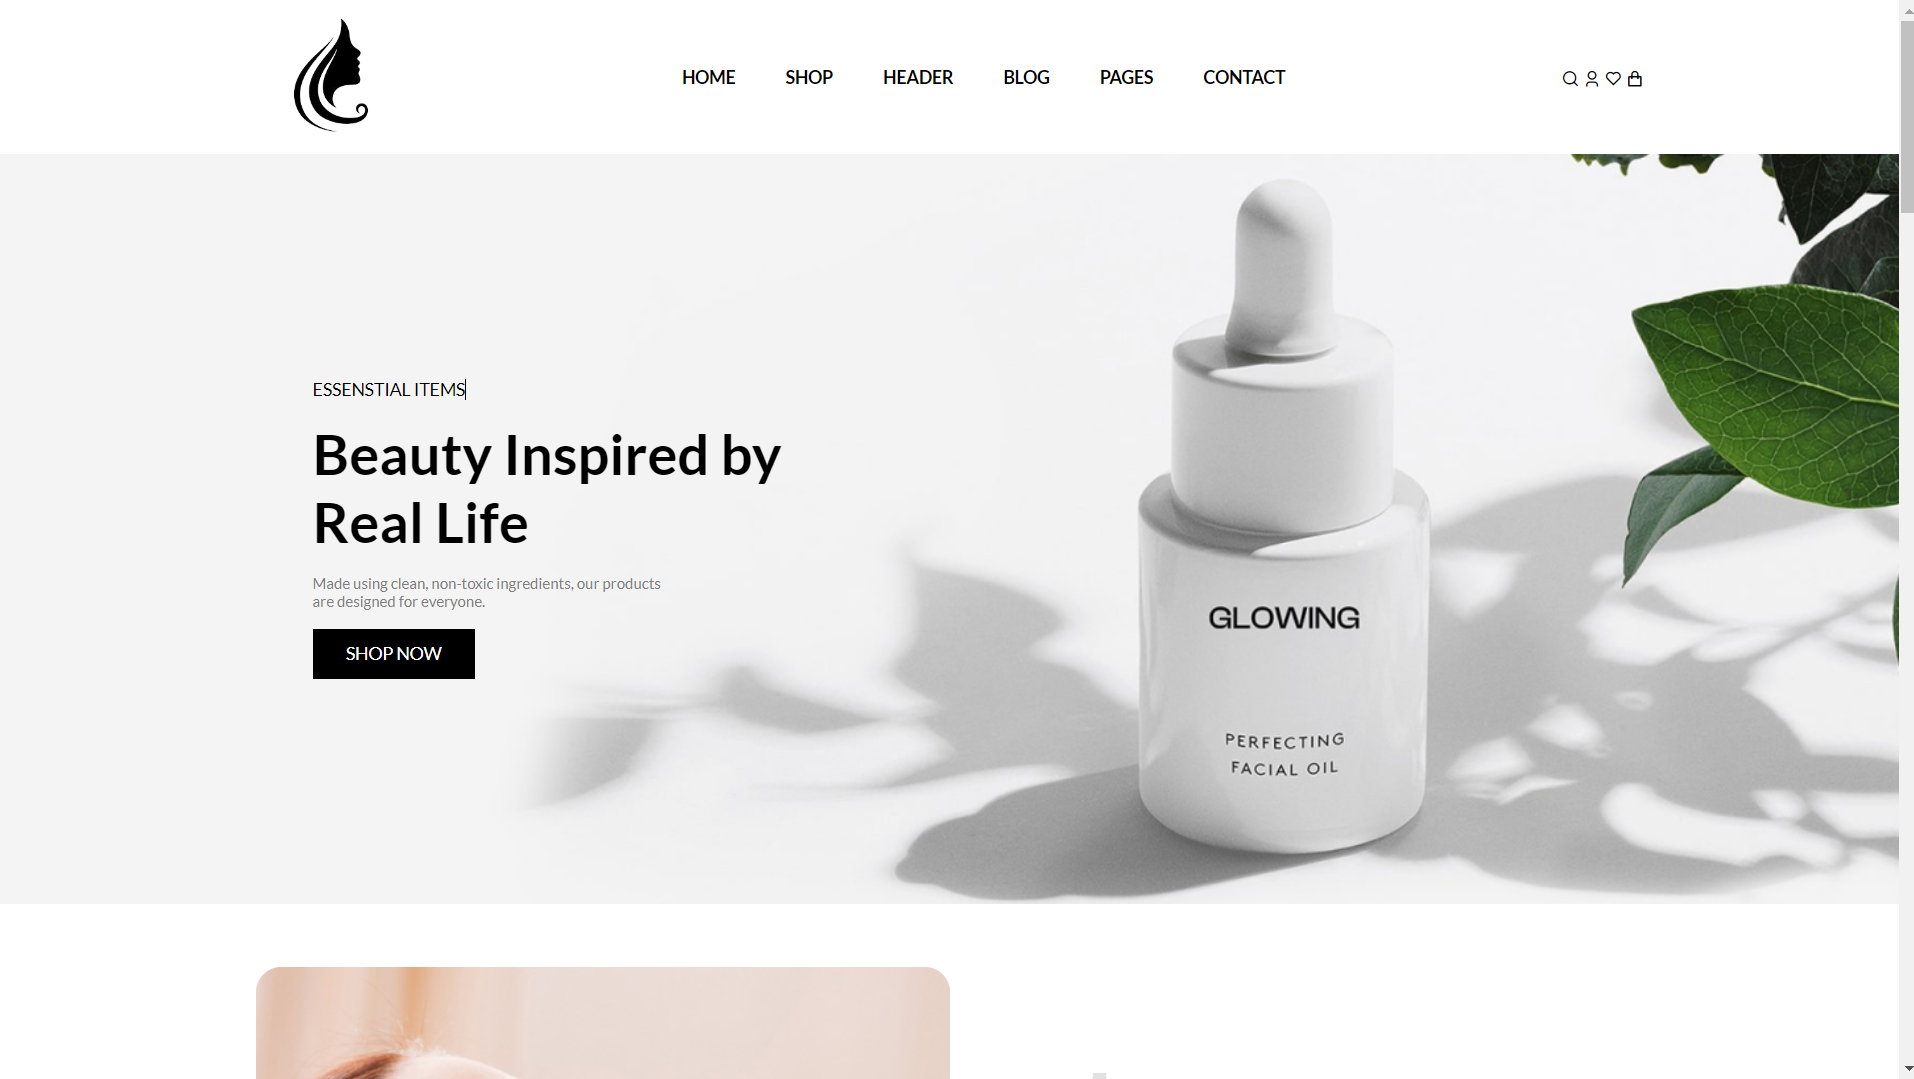 HOME SHOP HEADER BLOG PAGES CONTACT
ESSENSTIAL ITEMS
Beauty Inspired by
Real Life
Made using clean, non-toxic ingredients, our products
are designed for everyone.
SHOP NOW
GLOWING
PERFECTING
FACIAL OIL